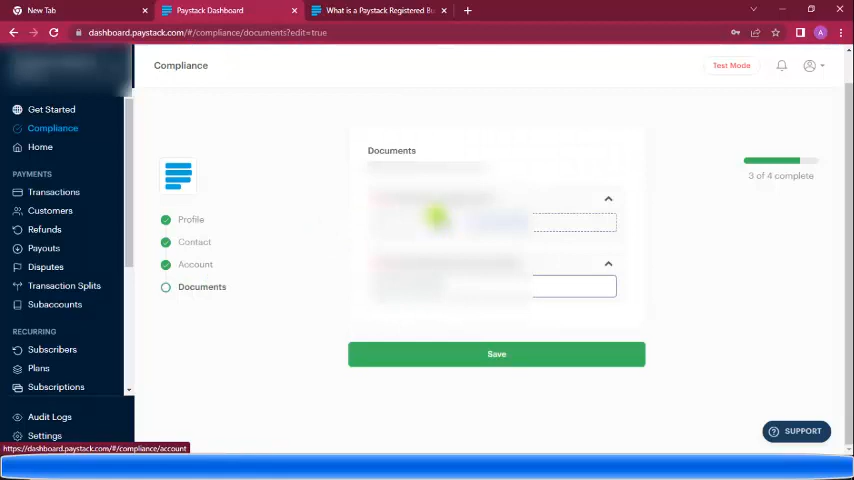 New Tab
Paystack Dashboard
What is a Paystack Registered Bu
dashboard.paystack.com/#/compliance/documents?edit=true
A
Compliance
Test Mode
Get Started
Compliance
Home
PAYMENTS
Transactions
Customers
Refunds
Payouts
Disputes
Transaction Splits
Subaccounts
RECURRING
Subscribers
Plans
Subscriptions
Audit Logs
Settings
Profile
Contact
Account
Documents
Documents
Save
3 of 4 complete
SUPPORT
https://dashboard.paystack.com/#/compliance/account